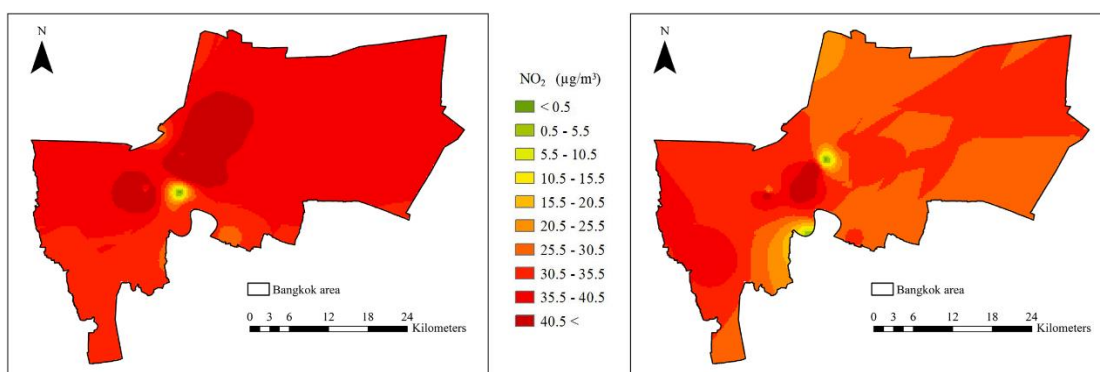 N
Bangkok area
0 3 6 12 18 24
Kilometers
NO₂ (µg/m³)
< 0.5
0.5 - 5.5
5.5 - 10.5
10.5 - 15.5
15.5 - 20.5
20.5 - 25.5
25.5 - 30.5
30.5 - 35.5
35.5 - 40.5
40.5 <
N
Bangkok area
0 3 6 12 18 24
Kilometers